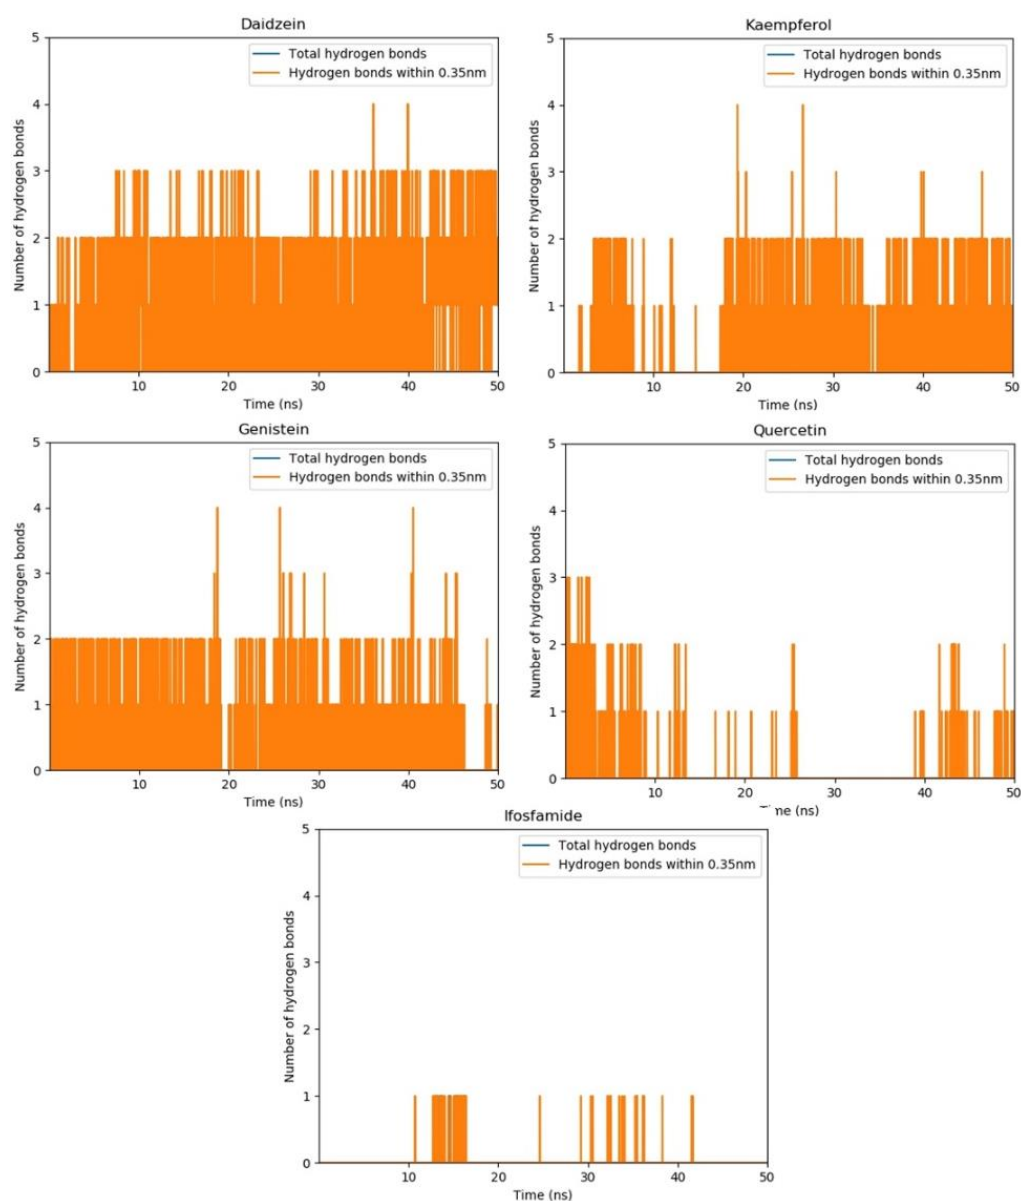 Daidzein
Number of hydrogen bonds
5
4
3
2
1
0
Total hydrogen bonds
Hydrogen bonds within 0.35nm
10 20 30 40 50
Time (ns)
Kaempferol
Number of hydrogen bonds
5
4
3
2
1
0
Total hydrogen bonds
Hydrogen bonds within 0.35nm
10 20 30 40 50
Time (ns)
Genistein
Number of hydrogen bonds
5
4
3
2
1
0
Total hydrogen bonds
Hydrogen bonds within 0.35nm
10 20 30 40 50
Time (ns)
Quercetin
Number of hydrogen bonds
5
4
3
2
1
0
Total hydrogen bonds
Hydrogen bonds within 0.35nm
10 20 30 40 50
me (ns)
Ifosfamide
Number of hydrogen bonds
5
4
3
2
1
0
Total hydrogen bonds
Hydrogen bonds within 0.35nm
10 20 30 40 50
Time (ns)